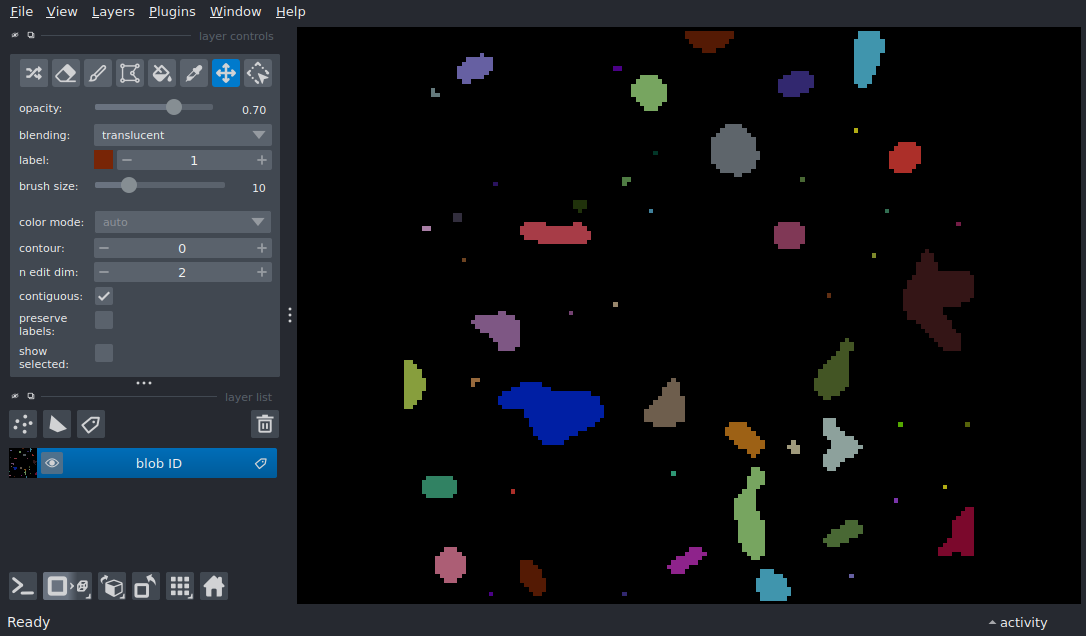 File View Layers Plugins Window Help
layer controls
opacity: 0.70
blending: translucent
label: 1
brush size: 10
color mode: auto
contour: 0
n edit dim: 2
contiguous:
preserve
labels:
show
selected:
layer list
blob ID
Ready
activity